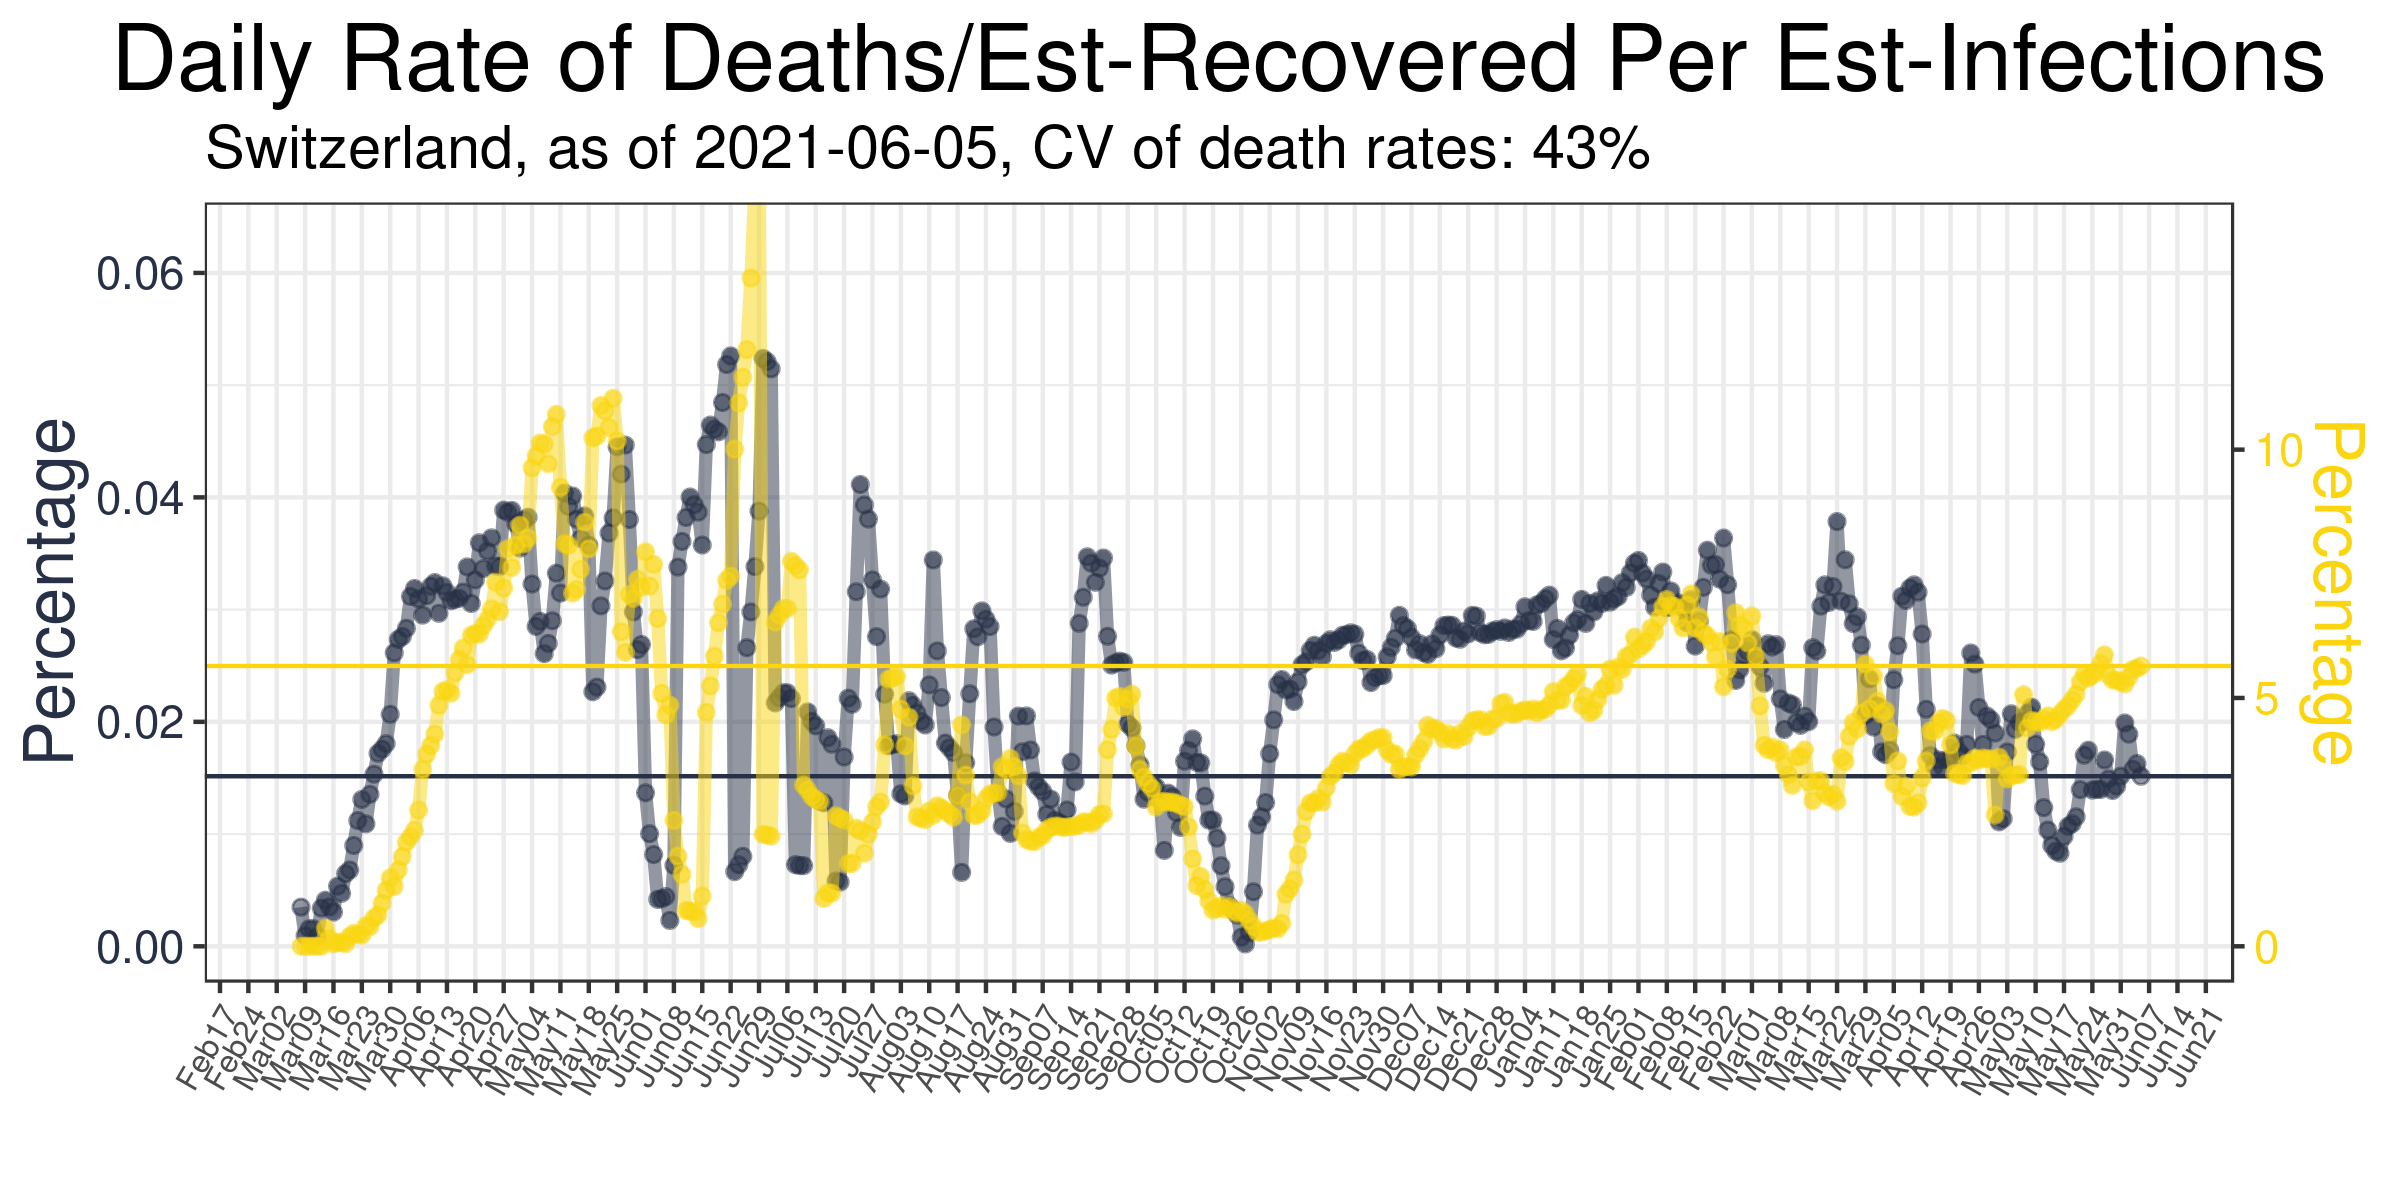 Daily Rate of Deaths/Est-Recovered Per Est-Infections
Switzerland, as of 2021-06-05, CV of death rates: 43%
Percentage
0.06
0.04
0.02
0.00
10
5
0
Percentage
Feb17
Feb24
Mar02
Mar09
Mar16
Mar23
Mar30
Apr06
Apr13
Apr20
Apr27
May04
May11
May18
May25
Jun01
Jun08
Jun15
Jun22
Jun29
Jul06
Jul13
Jul20
Jul27
Aug03
Aug10
Aug17
Aug24
Aug31
Sep07
Sep14
Sep21
Sep28
Oct05
Oct12
Oct19
Oct26
Nov02
Nov09
Nov16
Nov23
Nov30
Dec07
Dec14
Dec21
Dec28
Jan04
Jan11
Jan18
Jan25
Feb01
Feb08
Feb15
Feb22
Mar01
Mar08
Mar15
Mar22
Mar29
Apr05
Apr12
Apr19
Apr26
May03
May10
May17
May24
May31
Jun07
Jun14
Jun21